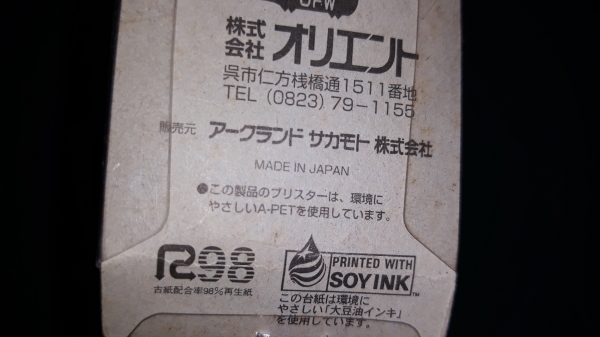 OFW
株式
会社 オリエント
呉市仁方桟橋通1511番地
TEL (0823) 79-1155
販売元 アークランド サカモト 株式会社
MADE IN JAPAN
●この製品のブリスターは、環境に
やさしいA-PETを使用しています。
R98
古紙配合率98%再生紙
PRINTED WITH
SOY INK™
この台紙は環境に
やさしい「大豆油インキ」
を使用しています。